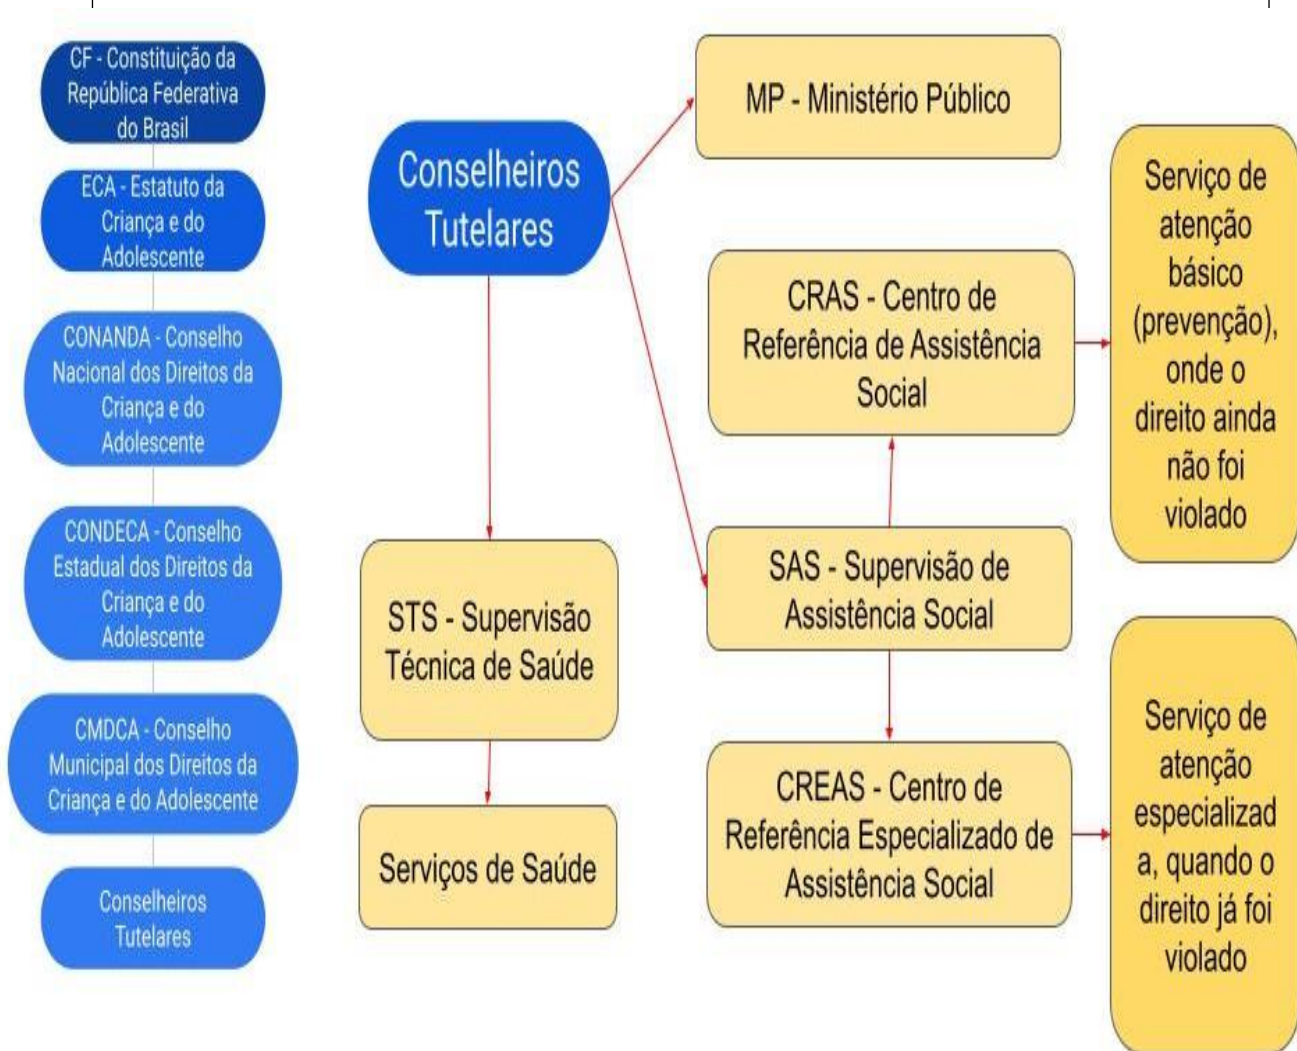 CF - Constituição da
República Federativa
do Brasil
ECA - Estatuto da
Criança e do
Adolescente
CONANDA - Conselho
Nacional dos Direitos da
Criança e do
Adolescente
CONDECA - Conselho
Estadual dos Direitos da
Criança e do
Adolescente
CMDCA - Conselho
Municipal dos Direitos da
Criança e do Adolescente
Conselheiros
Tutelares
Conselheiros
Tutelares
STS - Supervisão
Técnica de Saúde
Serviços de Saúde
MP - Ministério Público
CRAS - Centro de
Referência de Assistência
Social
SAS - Supervisão de
Assistência Social
CREAS - Centro de
Referência Especializado de
Assistência Social
Serviço de
atenção
básico
(prevenção),
onde o
direito ainda
não foi
violado
Serviço de
atenção
especializad
a, quando o
direito já foi
violado